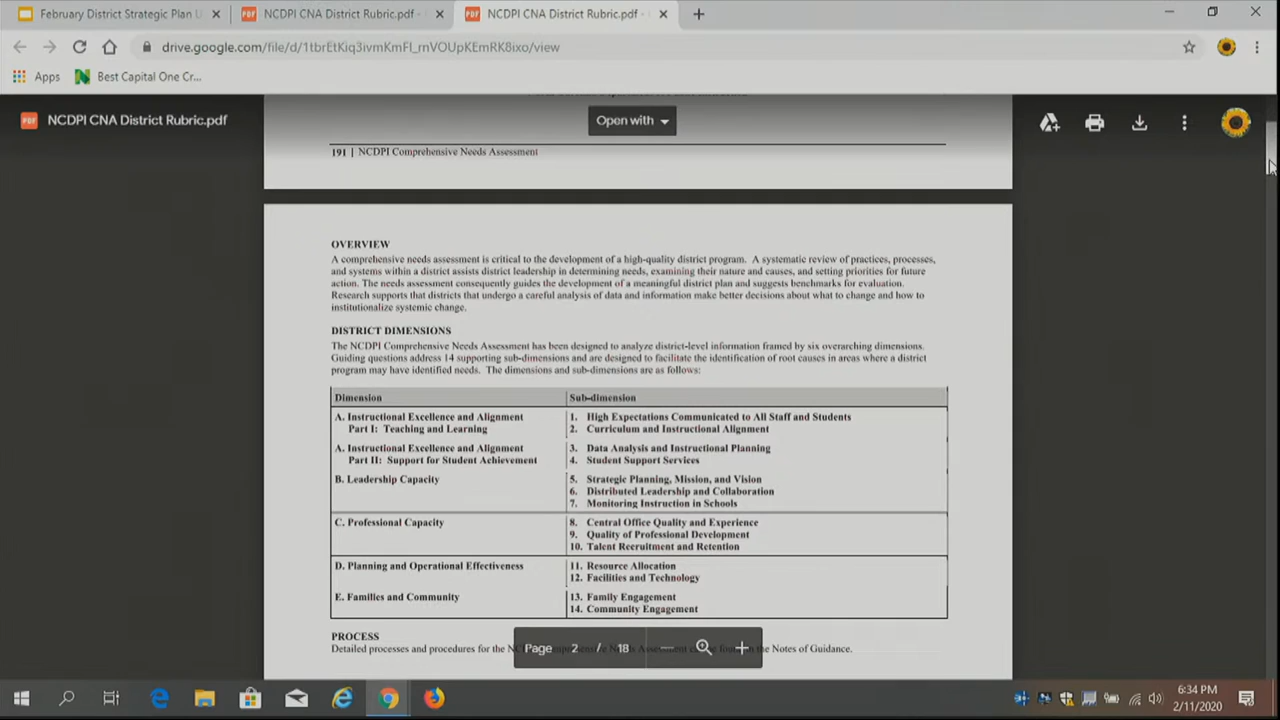 February District Strategic Plan U
NCDPI CNA District Rubric.pdf -
NCDPI CNA District Rubric.pdf -
drive.google.com/file/d/1tbrEtKiq3ivmKmFl_rnVOUpKEmRK8ixo/view
Apps
Best Capital One Cr...
PDF NCDPI CNA District Rubric.pdf
Open with
191 | NCDPI Comprehensive Needs Assessment
OVERVIEW
A comprehensive needs assessment is critical to the development of a high-quality district program. A systematic review of practices, processes,
and systems within a district assists district leadership in determining needs, examining their nature and causes, and setting priorities for future
action. The needs assessment consequently guides the development of a meaningful district plan and suggests benchmarks for evaluation.
Research supports that districts that undergo a careful analysis of data and information make better decisions about what to change and how to
institutionalize systemic change.
DISTRICT DIMENSIONS
The NCDPI Comprehensive Needs Assessment has been designed to analyze district-level information framed by six overarching dimensions.
Guiding questions address 14 supporting sub-dimensions and are designed to facilitate the identification of root causes in areas where a district
program may have identified needs. The dimensions and sub-dimensions are as follows:
Dimension Sub-dimension
A. Instructional Excellence and Alignment 1. High Expectations Communicated to All Staff and Students
Part I: Teaching and Learning 2. Curriculum and Instructional Alignment
A. Instructional Excellence and Alignment 3. Data Analysis and Instructional Planning
Part II: Support for Student Achievement 4. Student Support Services
B. Leadership Capacity 5. Strategic Planning, Mission, and Vision
6. Distributed Leadership and Collaboration
7. Monitoring Instruction in Schools
C. Professional Capacity 8. Central Office Quality and Experience
9. Quality of Professional Development
10. Talent Recruitment and Retention
D. Planning and Operational Effectiveness 11. Resource Allocation
12. Facilities and Technology
E. Families and Community 13. Family Engagement
14. Community Engagement
PROCESS
Detailed processes and procedures for the the Notes of Guidance.
Page 2 / 18
6:34 PM
2/11/2020